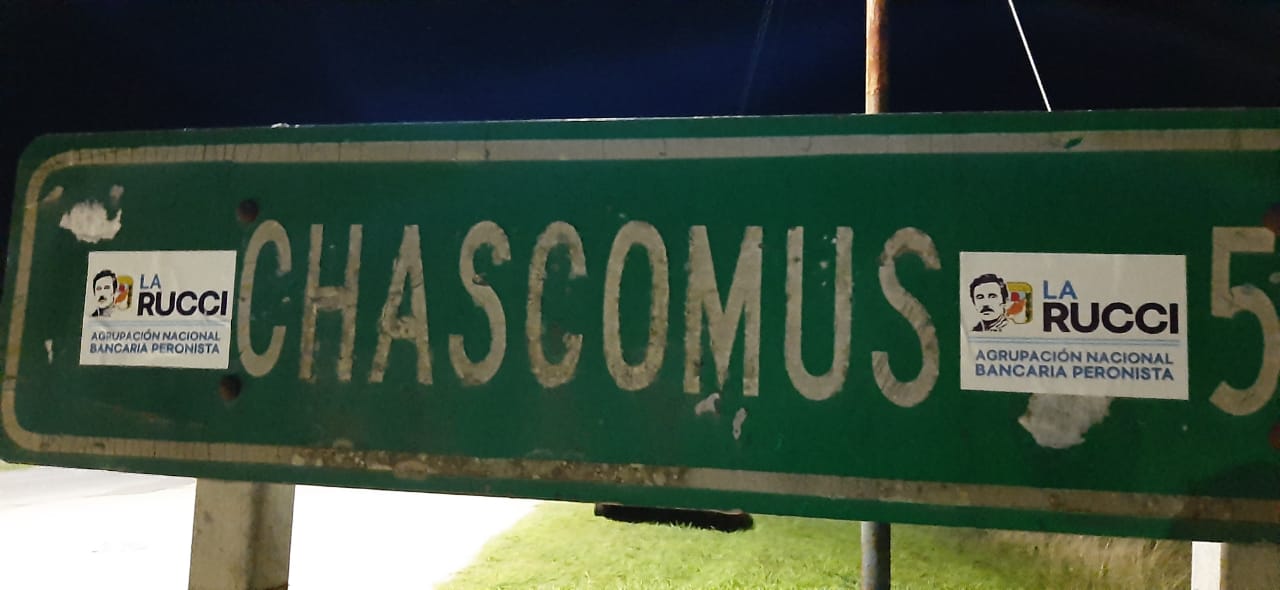 LA
RUCCI
AGRUPACIÓN NACIONAL
BANCARIA PERONISTA
CHASCOMUS
LA
RUCCI
AGRUPACIÓN NACIONAL
BANCARIA PERONISTA
5